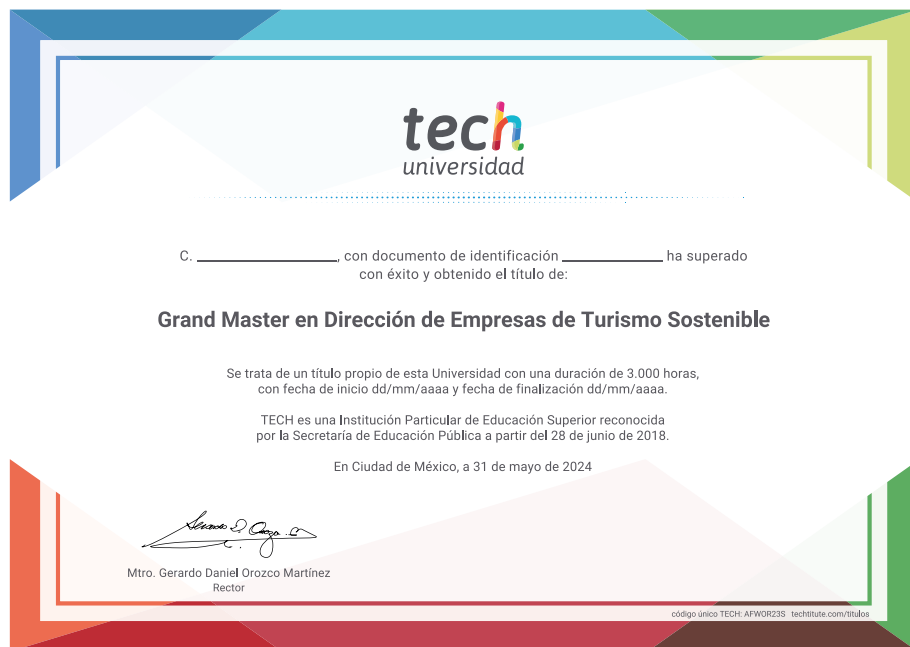 tech
universidad
C. ____________, con documento de identificación ____________ ha superado
con éxito y obtenido el título de:
Grand Master en Dirección de Empresas de Turismo Sostenible
Se trata de un título propio de esta Universidad con una duración de 3.000 horas,
con fecha de inicio dd/mm/aaaa y fecha de finalización dd/mm/aaaa.
TECH es una Institución Particular de Educación Superior reconocida
por la Secretaría de Educación Pública a partir del 28 de junio de 2018.
En Ciudad de México, a 31 de mayo de 2024
Mtro. Gerardo Daniel Orozco Martínez
Rector
código único TECH: AFWOR23S techtitute.com/titulos